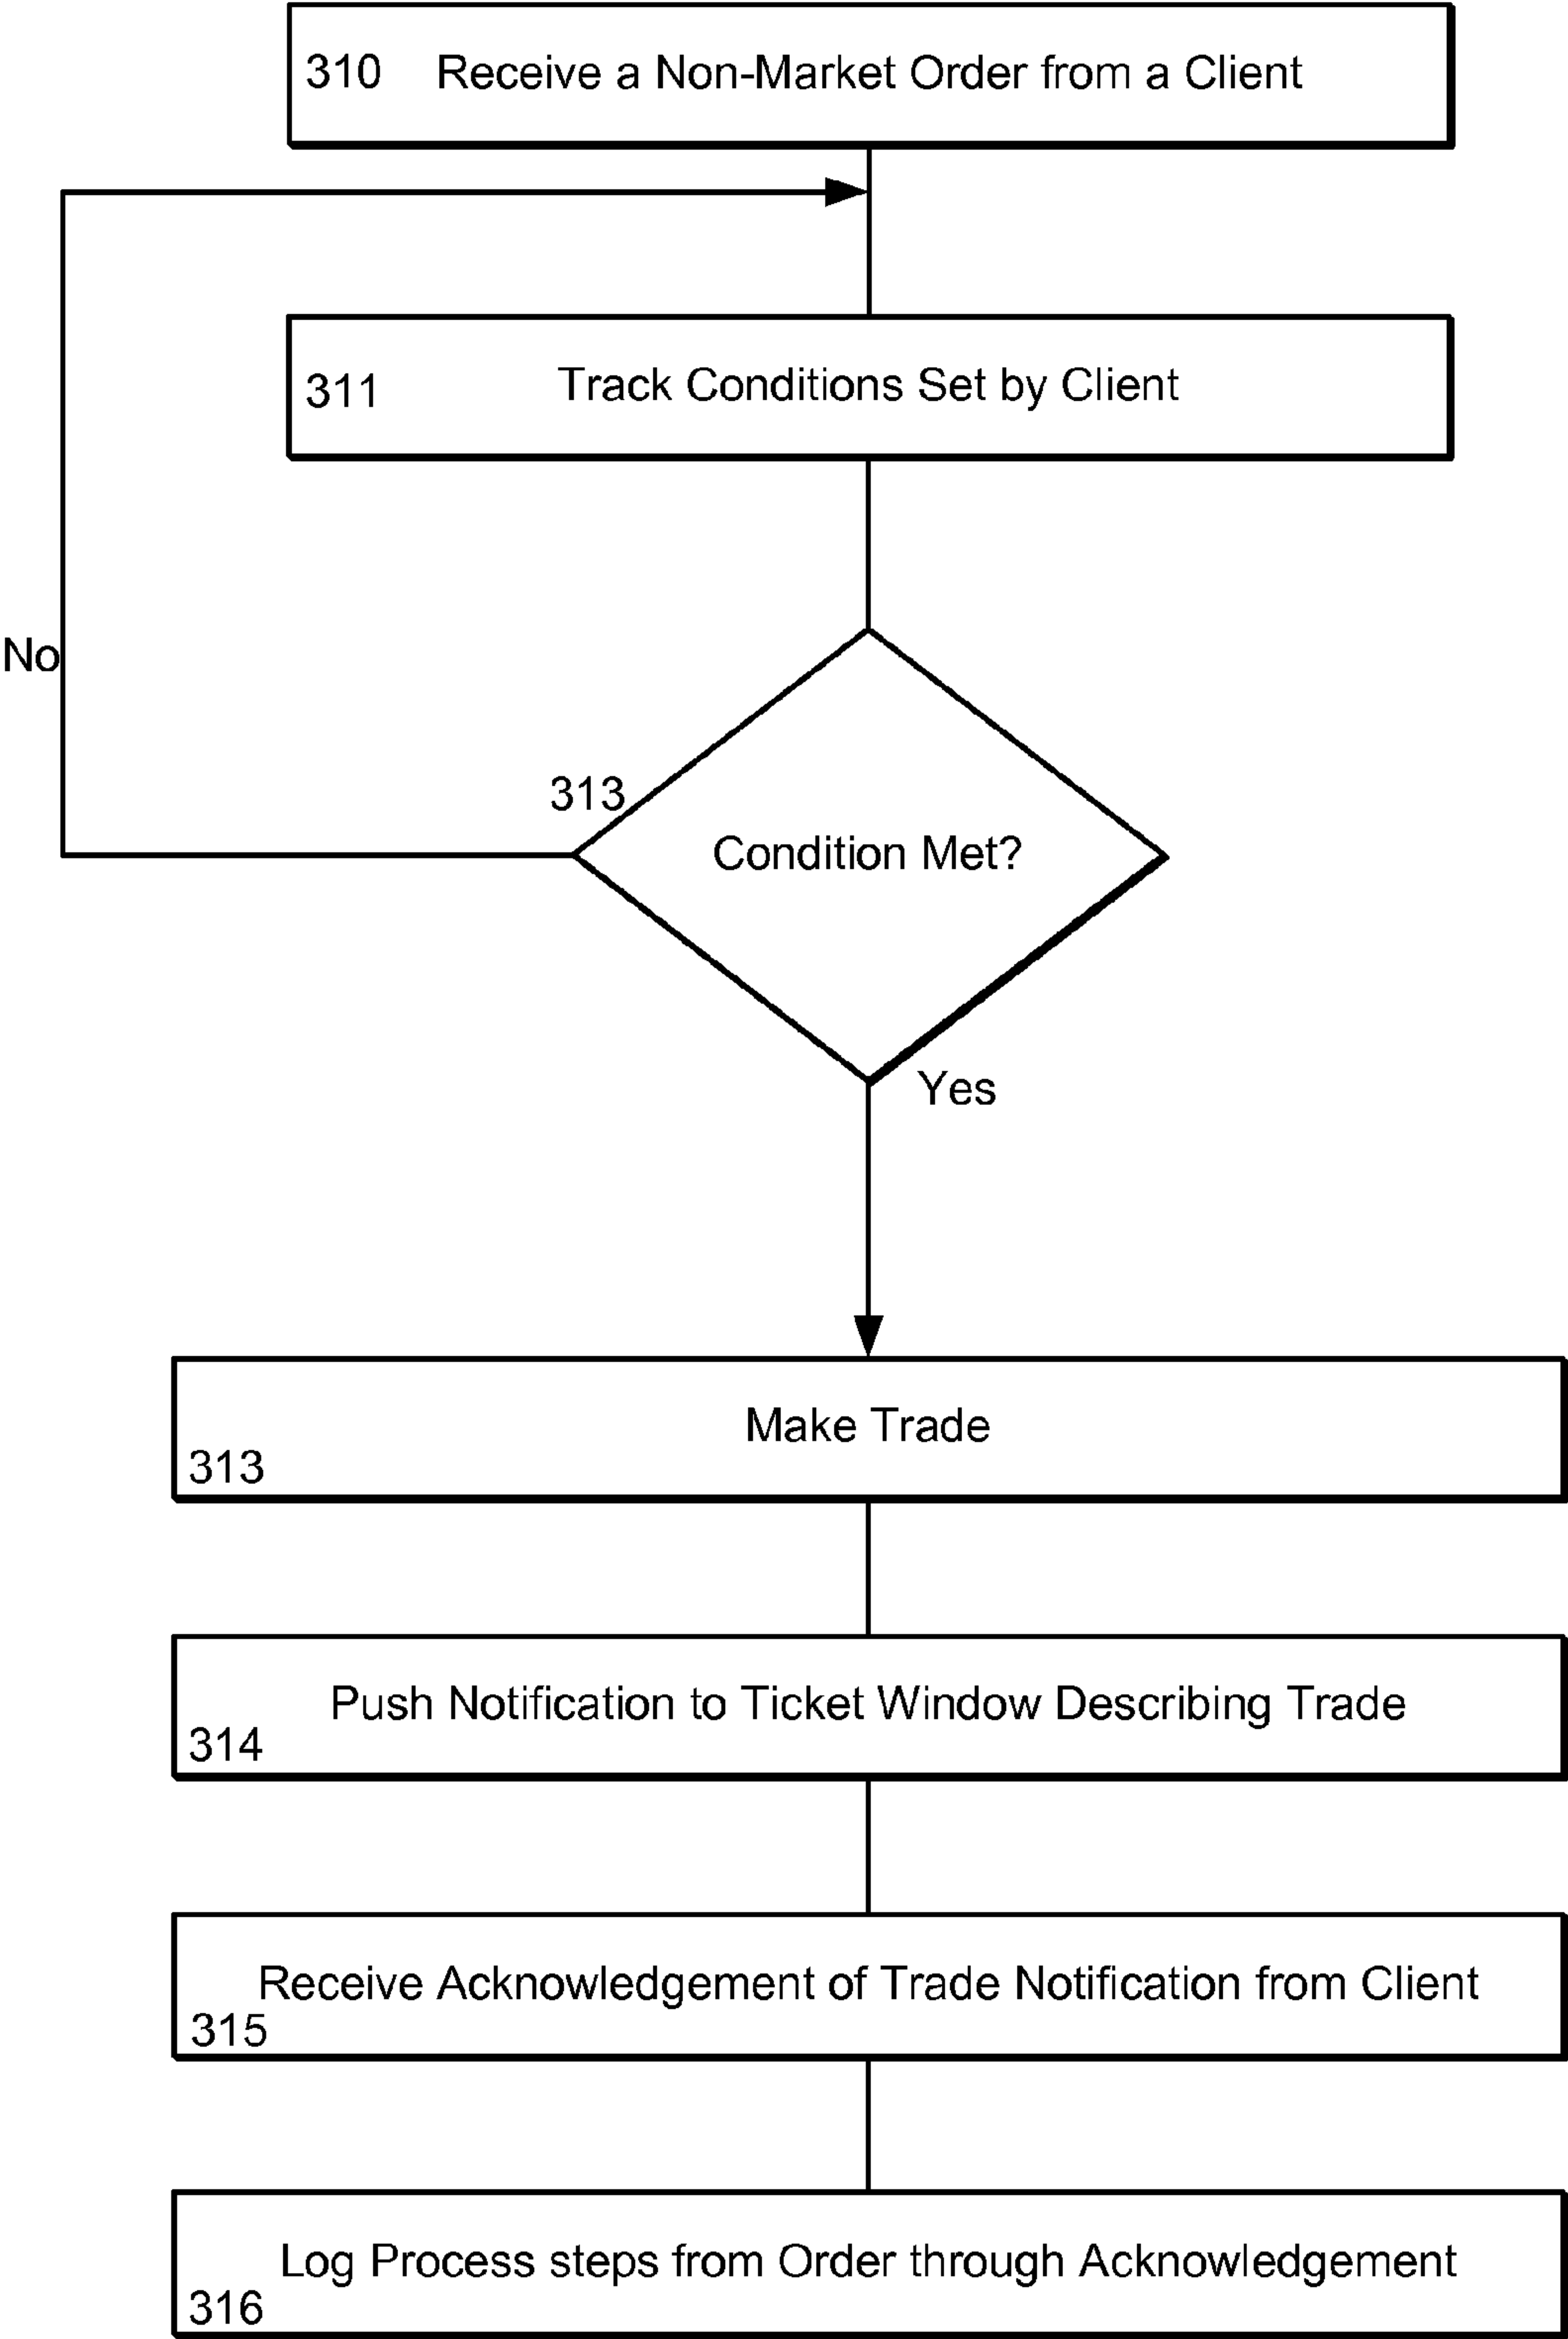 310 Receive a Non-Market Order from a Client
311 Track Conditions Set by Client
No
313
Condition Met?
Yes
Make Trade
313
Push Notification to Ticket Window Describing Trade
314
Receive Acknowledgement of Trade Notification from Client
315
Log Process steps from Order through Acknowledgement
316